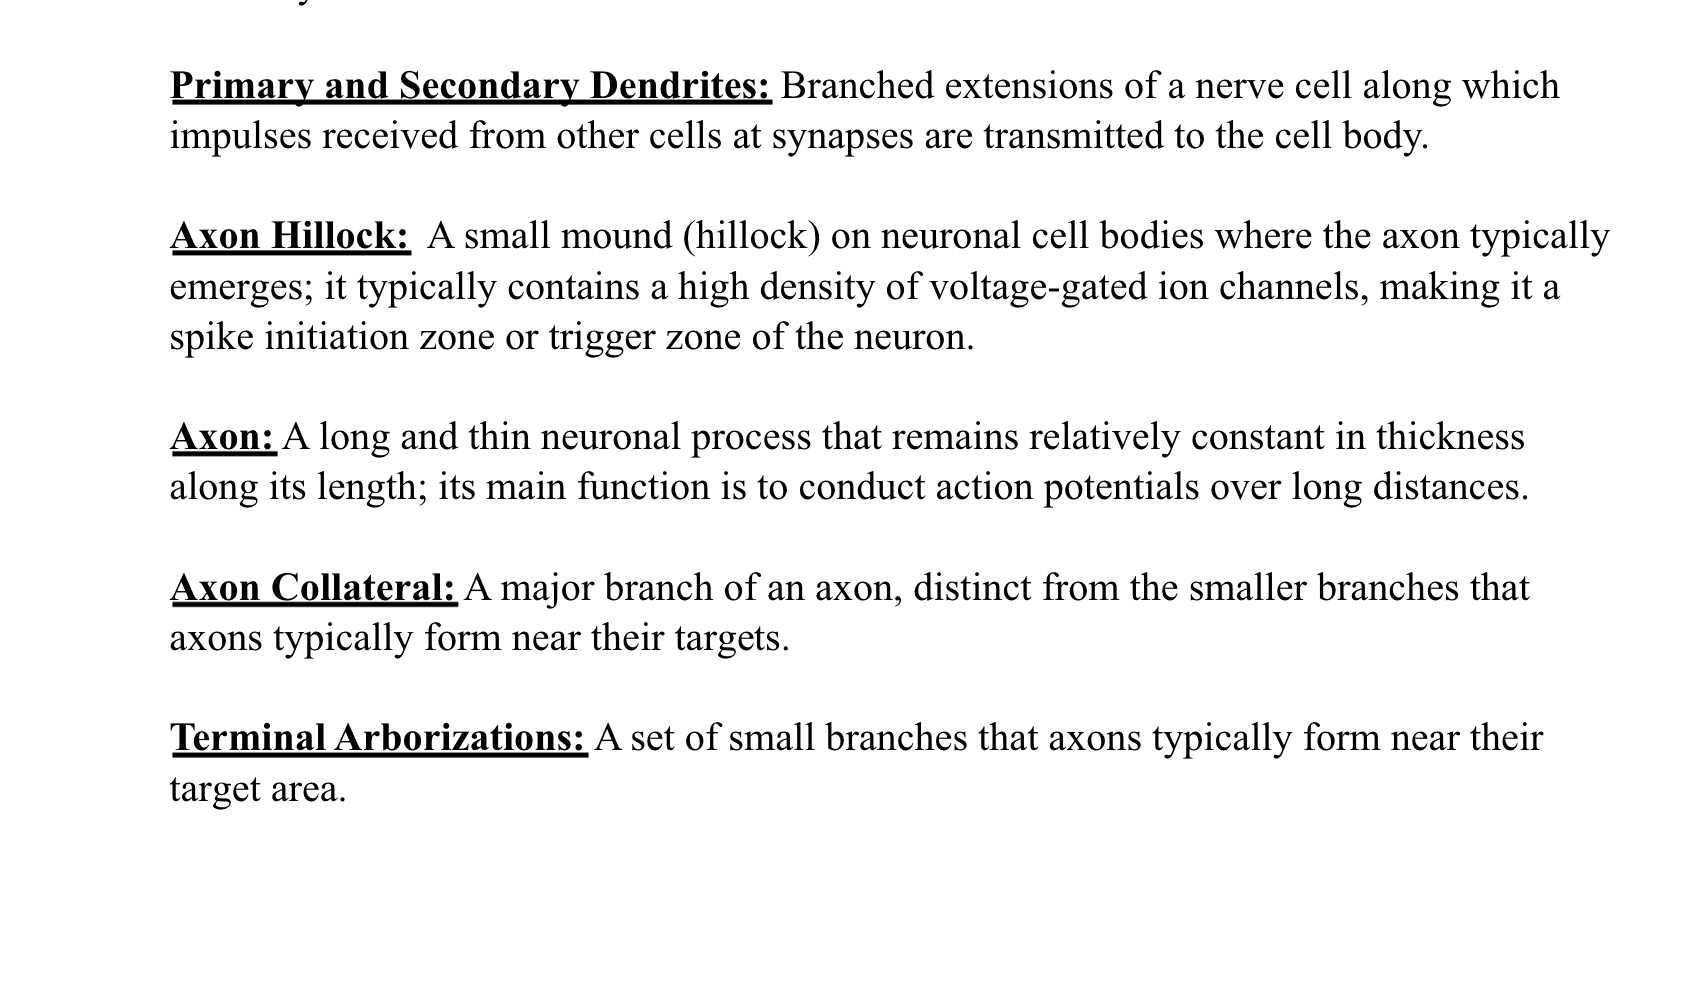 Primary and Secondary Dendrites: Branched extensions of a nerve cell along which
impulses received from other cells at synapses are transmitted to the cell body.
Axon Hillock:  A small mound (hillock) on neuronal cell bodies where the axon typically
emerges; it typically contains a high density of voltage-gated ion channels, making it a
spike initiation zone or trigger zone of the neuron.
Axon: A long and thin neuronal process that remains relatively constant in thickness
along its length; its main function is to conduct action potentials over long distances.
Axon Collateral: A major branch of an axon, distinct from the smaller branches that
axons typically form near their targets.
Terminal Arborizations: A set of small branches that axons typically form near their
target area.